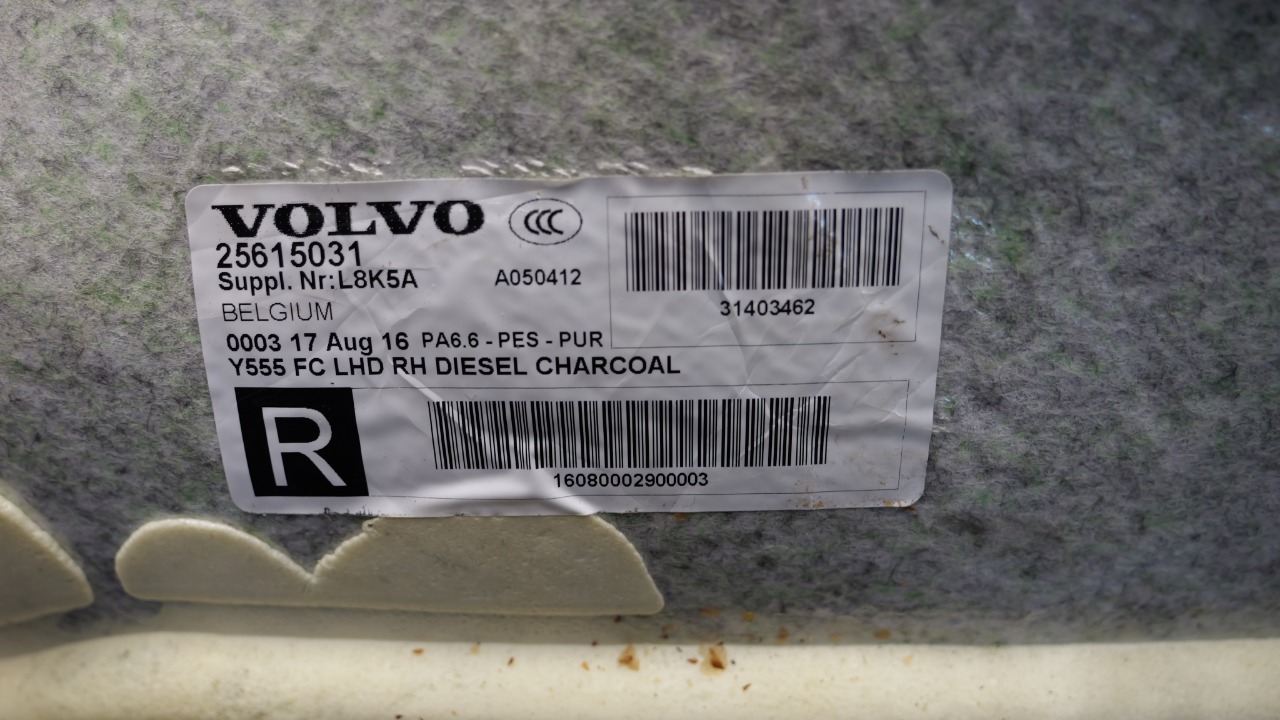 VOLVO CCC
25615031
Suppl. Nr:L8K5A A050412
BELGIUM
31403462
0003 17 Aug 16 PA6.6 - PES - PUR
Y555 FC LHD RH DIESEL CHARCOAL
R
16080002900003